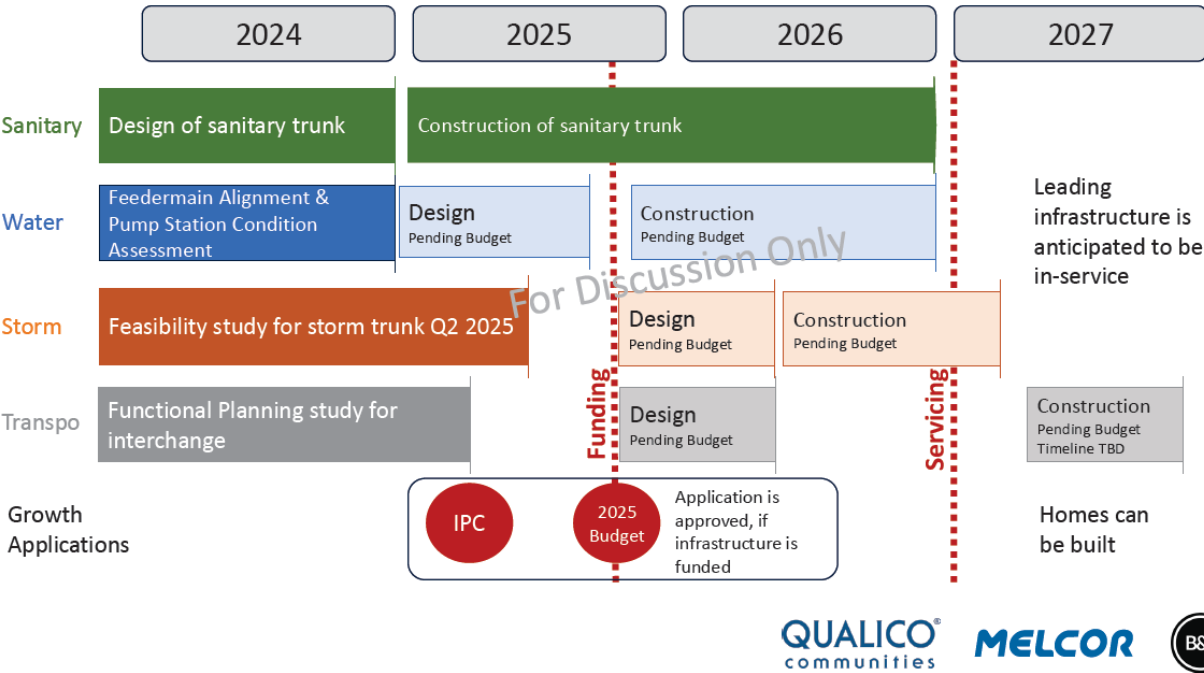 2024
2025
2026
2027
Sanitary
Design of sanitary trunk
Construction of sanitary trunk
Water
Feedermain Alignment &
Pump Station Condition
Assessment
Design
Pending Budget
Construction
Pending Budget
Leading
infrastructure is
anticipated to be
in-service
For Discussion Only
Storm
Feasibility study for storm trunk Q2 2025
Design
Pending Budget
Construction
Pending Budget
Funding
Servicing
Transpo
Functional Planning study for
interchange
Design
Pending Budget
Construction
Pending Budget
Timeline TBD
Growth
Applications
IPC
2025
Budget
Application is
approved, if
infrastructure is
funded
Homes can
be built
QUALICO®
communities
MELCOR
B&